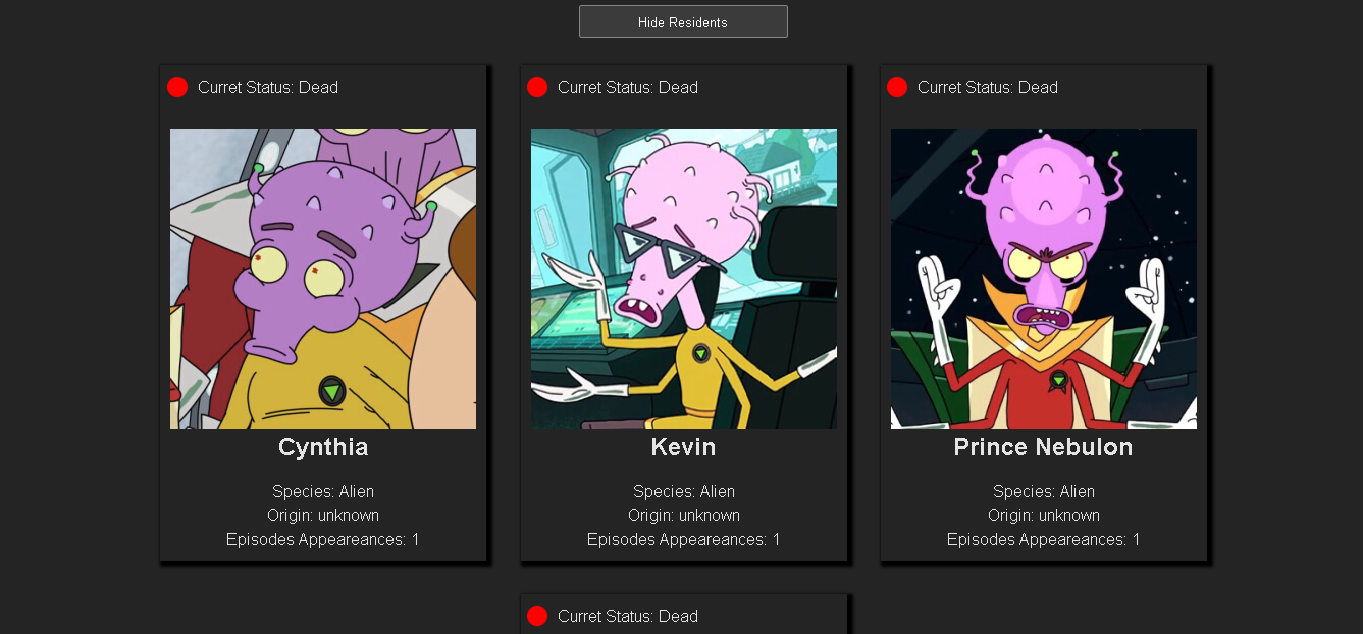 Hide Residents
Curret Status: Dead
Curret Status: Dead
Curret Status: Dead
Cynthia
Kevin
Prince Nebulon
Species: Alien
Species: Alien
Species: Alien
Origin: unknown
Origin: unknown
Origin: unknown
Episodes Appeareances: 1
Episodes Appeareances: 1
Episodes Appeareances: 1
Curret Status: Dead